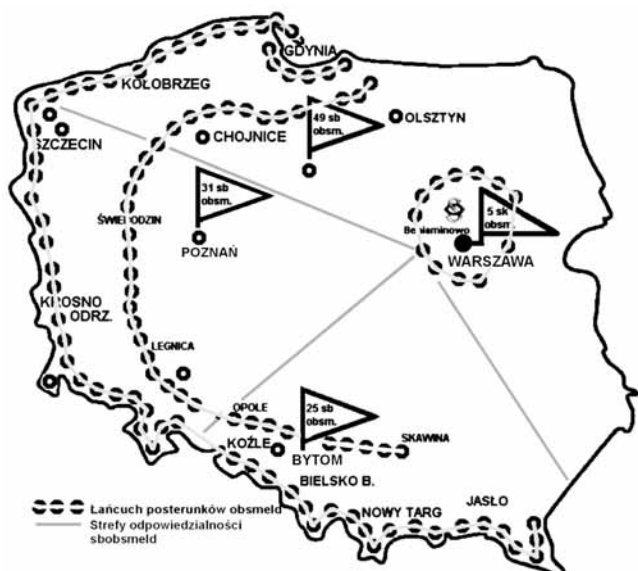 GDYNIA
KOŁOBRZEG
49 sb
obsm.
OLSZTYN
CHOJNICE
SZCZECIN
31 sb
obsm.
ŚWIEBODZIN
5 sk
obsm.
Beniaminowo
POZNAŃ
WARSZAWA
KROSNO
ODRZ.
LEGNICA
OPOLE
25 sb
obsm.
KOŹLE
SKAWINA
BYTOM
BIELSKO B.
JASŁO
NOWY TARG
Łańcuch posterunków obsmeld
Strefy odpowiedzialności
sbobsmeld